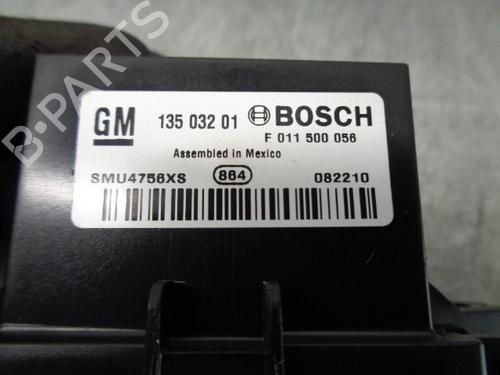 B-PARTS
GM 135 032 01 BOSCH
F 011 500 056
Assembled in Mexico
SMU4756XS 864 082210